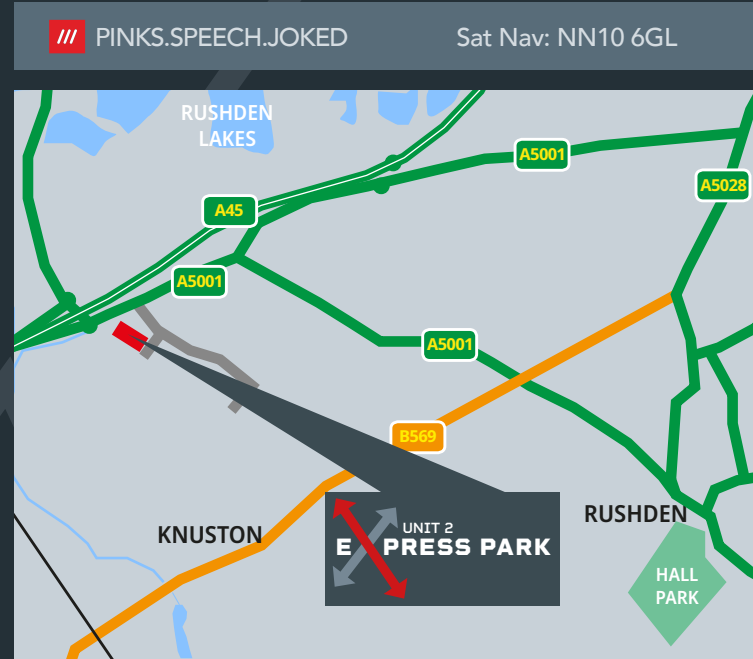 PINKS.SPEECH.JOKED
Sat Nav: NN10 6GL
RUSHDEN
LAKES
A5001
A5028
A45
A5001
A5001
B569
KNUSTON
RUSHDEN
UNIT 2
E PRESS PARK
HALL
PARK